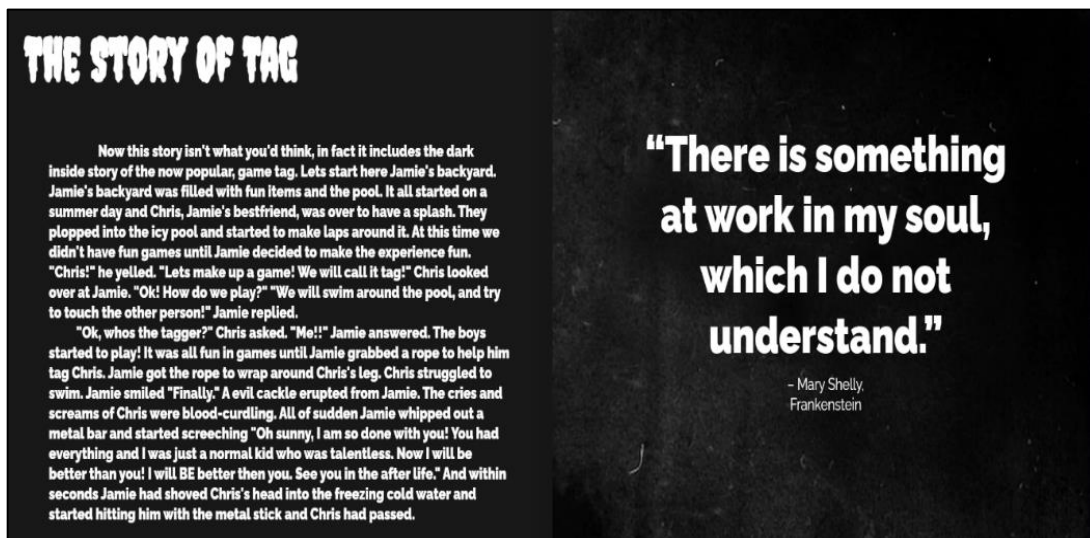 THE STORY OF TAG
Now this story isn't what you'd think, in fact it includes the dark
inside story of the now popular, game tag. Lets start here Jamie's backyard.
Jamie's backyard was filled with fun items and the pool. It all started on a
summer day and Chris, Jamie's bestfriend, was over to have a splash. They
plopped into the icy pool and started to make laps around it. At this time we
didn't have fun games until Jamie decided to make the experience fun.
"Chris!" he yelled. "Lets make up a game! We will call it tag!" Chris looked
over at Jamie. "Ok! How do we play?" "We will swim around the pool, and try
to touch the other person!" Jamie replied.
"Ok, whos the tagger?" Chris asked. "Me!!" Jamie answered. The boys
started to play! It was all fun in games until Jamie grabbed a rope to help him
tag Chris. Jamie got the rope to wrap around Chris's leg. Chris struggled to
swim. Jamie smiled "Finally." A evil cackle erupted from Jamie. The cries and
screams of Chris were blood-curdling. All of sudden Jamie whipped out a
metal bar and started screeching "Oh sunny, I am so done with you! You had
everything and I was just a normal kid who was talentless. Now I will be
better than you! I will BE better then you. See you in the after life." And within
seconds Jamie had shoved Chris's head into the freezing cold water and
started hitting him with the metal stick and Chris had passed.
“There is something
at work in my soul,
which I do not
understand.”
– Mary Shelly,
Frankenstein